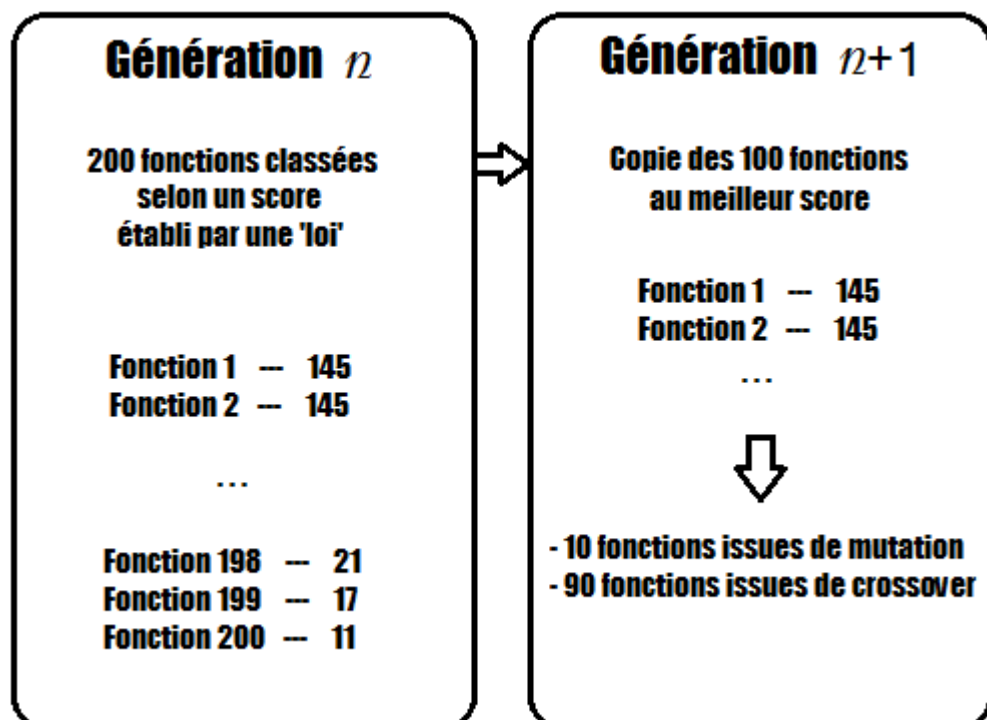 Génération n
200 fonctions classées
selon un score
établi par une 'loi'
Fonction 1 --- 145
Fonction 2 --- 145
...
Fonction 198 --- 21
Fonction 199 --- 17
Fonction 200 --- 11
Génération n+1
Copie des 100 fonctions
au meilleur score
Fonction 1 --- 145
Fonction 2 --- 145
...
- 10 fonctions issues de mutation
- 90 fonctions issues de crossover